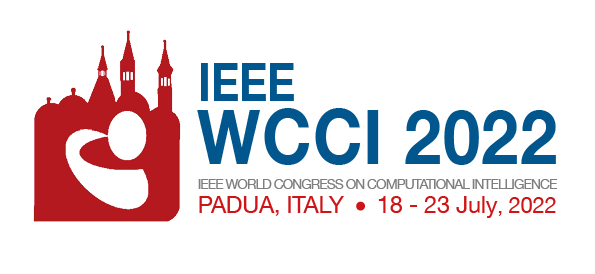 IEEE
WCCI 2022
IEEE WORLD CONGRESS ON COMPUTATIONAL INTELLIGENCE
PADUA, ITALY • 18 - 23 July, 2022